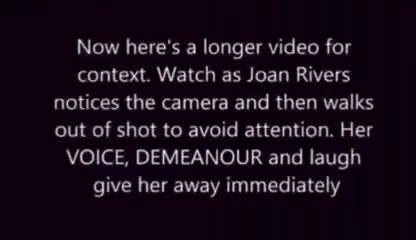 Now here's a longer video for
context. Watch as Joan Rivers
notices the camera and then walks
out of shot to avoid attention. Her
VOICE, DEMEANOUR and laugh
give her away immediately